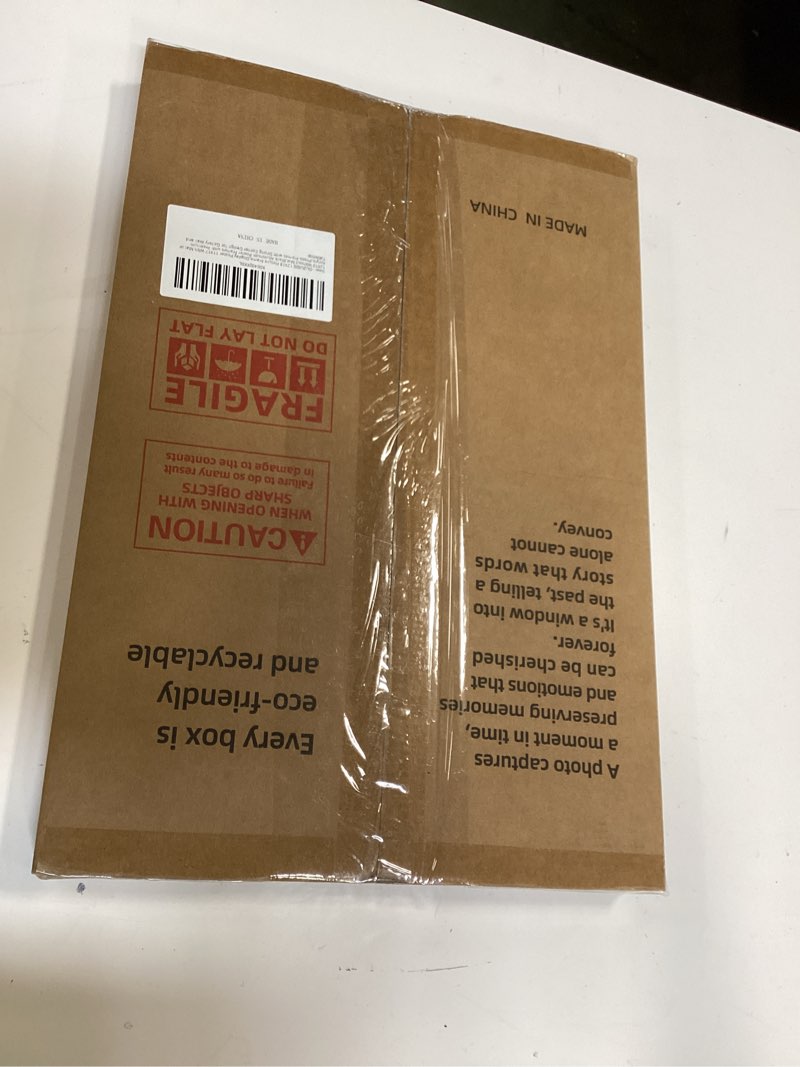 A photo captures
a moment in time,
preserving memories
and emotions that
can be cherished
forever.
It's a window into
the past, telling a
story that words
alone cannot
convey.
MADE IN CHINA
Every box is
eco-friendly
and recyclable
CAUTION
WHEN OPENING WITH
SHARP OBJECTS
Failure to do so many result
in damage to the contents
FRAGILE
DO NOT LAY FLAT
MADE IN CHINA